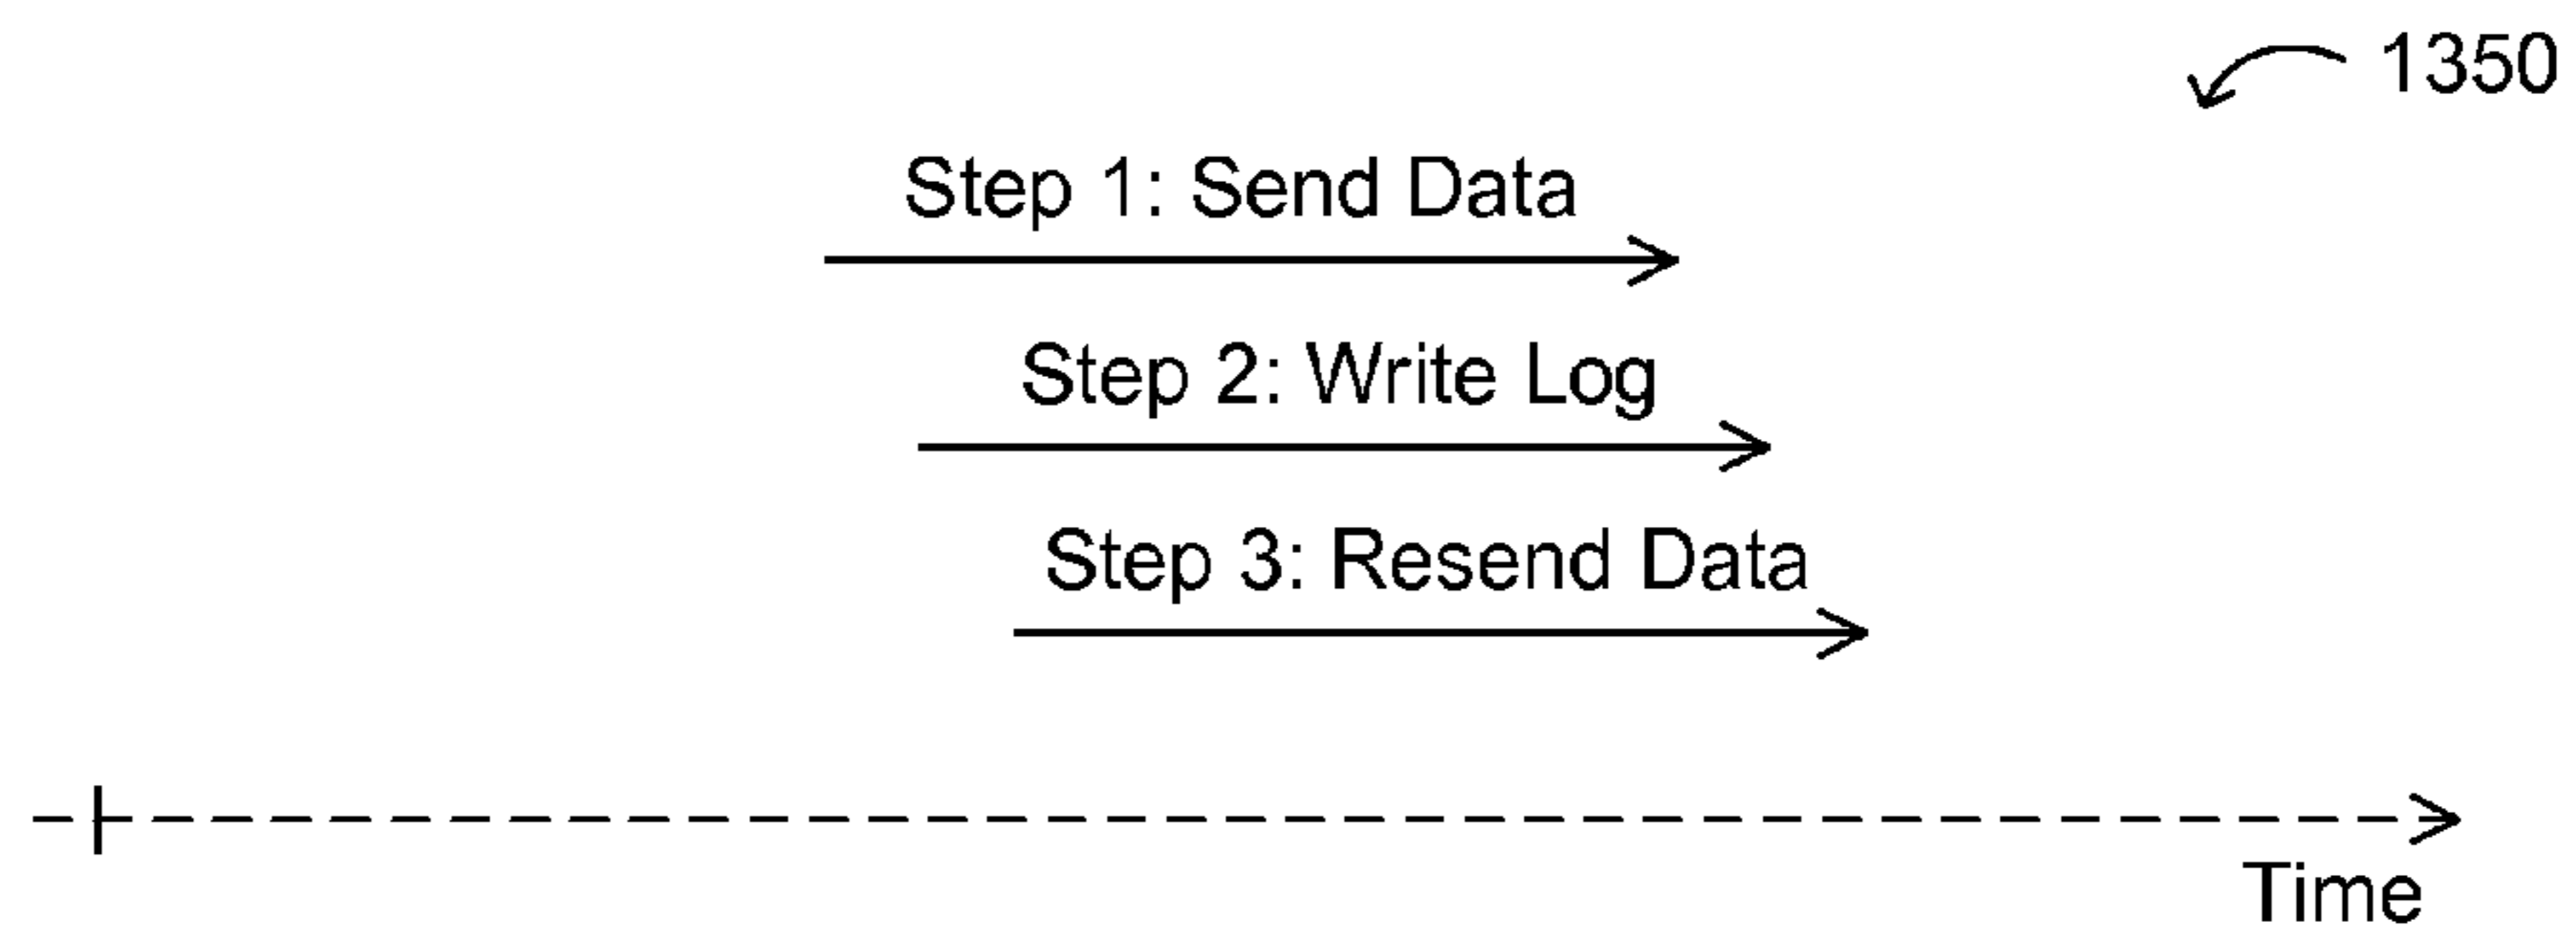 1350
Step 1: Send Data
Step 2: Write Log
Step 3: Resend Data
Time